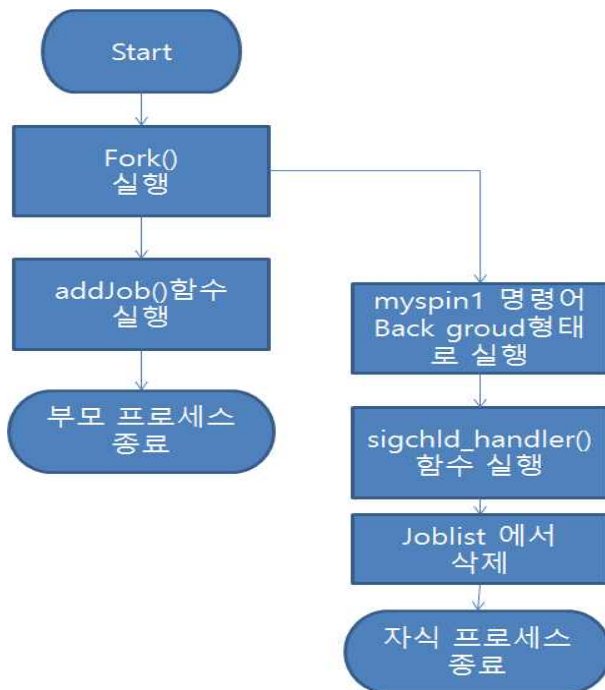 Start
Fork()
실행
addJob()함수
실행
부모 프로세스
종료
myspin1 명령어
Back groud형태
로 실행
sigchld_handler()
함수 실행
Joblist 에서
삭제
자식 프로세스
종료